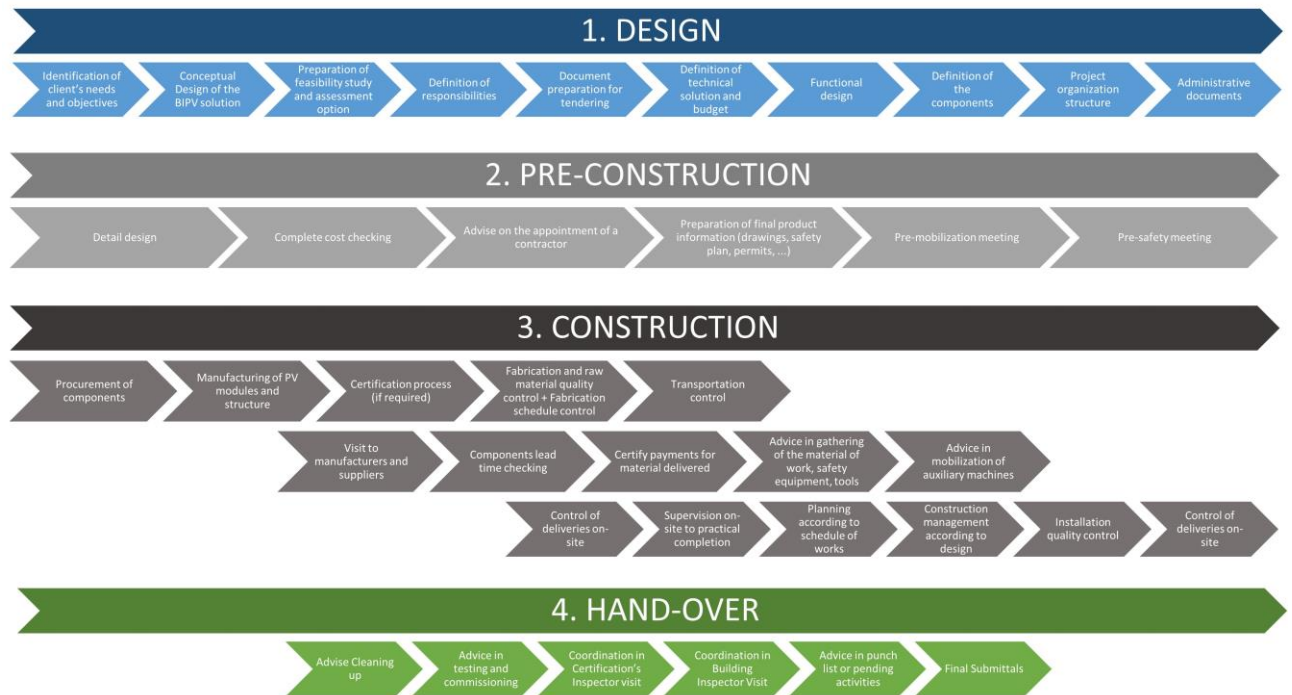 1. DESIGN
Identification of
client's needs
and objectives
Conceptual
Design of the
BIPV solution
Preparation of
feasibility study
and assessment
option
Definition of
responsibilities
Document
preparation for
tendering
Definition of
technical
solution and
budget
Functional
design
Definition of
the
components
Project
organization
structure
Administrative
documents
2. PRE-CONSTRUCTION
Detail design
Complete cost checking
Advise on the appointment of a
contractor
Preparation of final product
information (drawings, safety
plan, permits, ...)
Pre-mobilization meeting
Pre-safety meeting
3. CONSTRUCTION
Procurement of
components
Manufacturing of PV
modules and
structure
Certification process
(if required)
Fabrication and raw
material quality
control + Fabrication
schedule control
Transportation
control
Visit to
manufacturers and
suppliers
Components lead
time checking
Certify payments for
material delivered
Advice in gathering
of the material of
work, safety
equipment, tools
Advice in
mobilization of
auxiliary machines
Control of
deliveries on-
site
Supervision on-
site to practical
completion
Planning
according to
schedule of
works
Construction
management
according to
design
Installation
quality control
Control of
deliveries on-
site
4. HAND-OVER
Advise Cleaning
up
Advice in
testing and
commissioning
Coordination in
Certification's
Inspector visit
Coordination in
Building
Inspector Visit
Advice in punch
list or pending
activities
Final Submittals